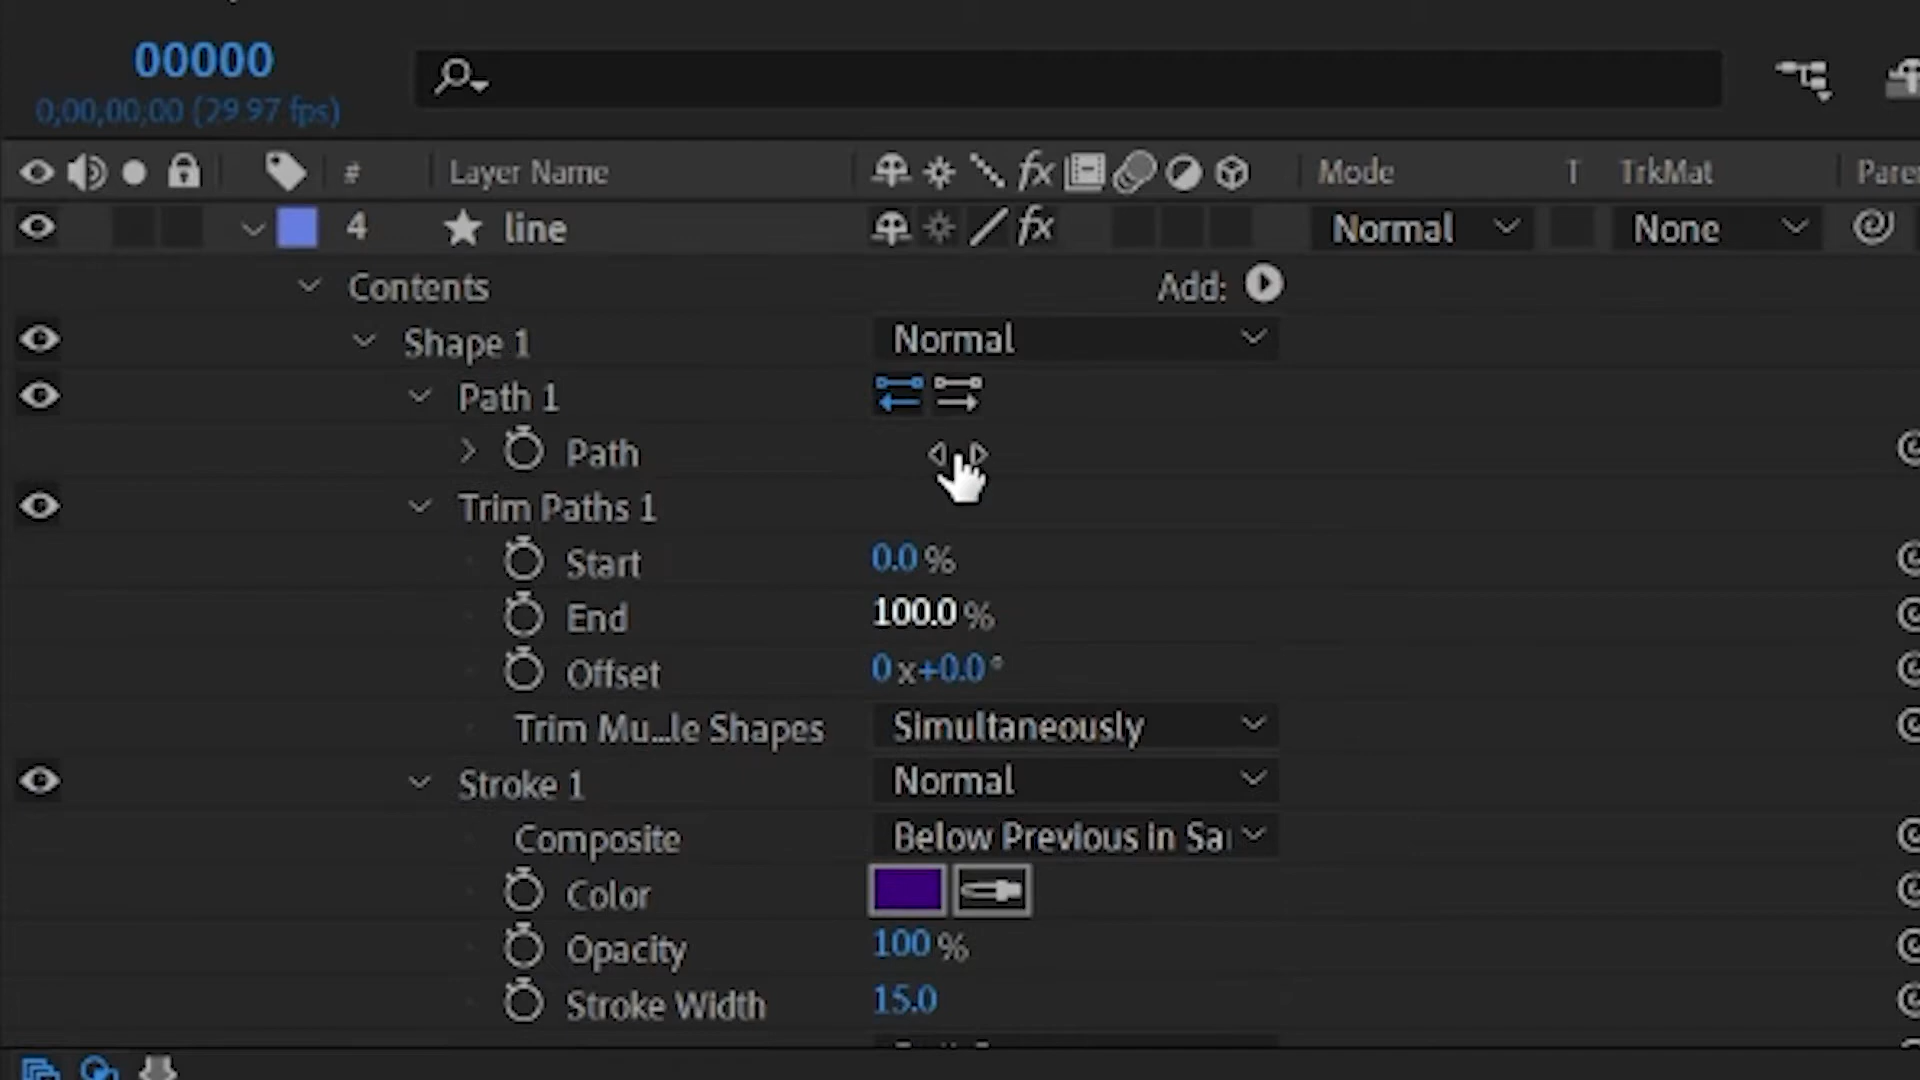 00000
0;00;00;00 (29.97 fps)
# Layer Name fx Mode T TrkMat Paren
4 line fx Normal None
Contents Add:
Shape 1 Normal
Path 1
Path
Trim Paths 1
Start 0.0 %
End 100.0 %
Offset 0 x+0.0 °
Trim Mu...le Shapes Simultaneously
Stroke 1 Normal
Composite Below Previous in Sa
Color
Opacity 100 %
Stroke Width 15.0